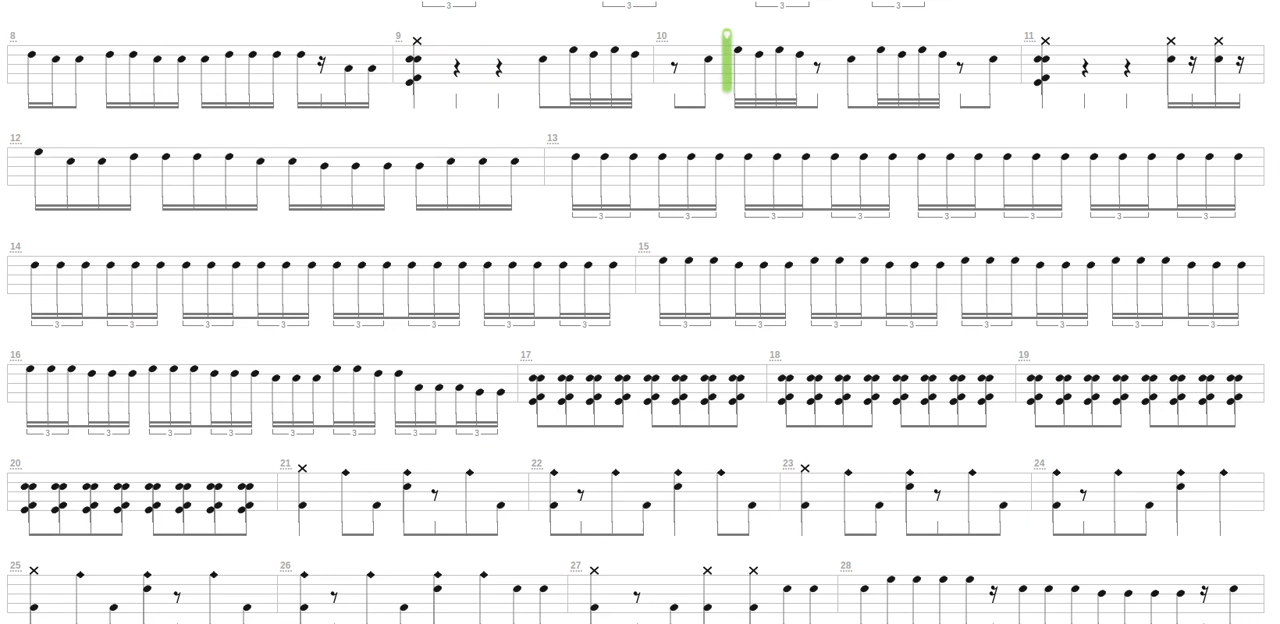 3 3 3 3
8 9 10 11
12 13
3 3 3 3 3 3 3 3
14 15
3 3 3 3 3 3 3 3 3 3 3 3 3 3 3 3
16 17 18 19
3 3 3 3 3 3 3 3
20 21 22 23 24
25 26 27 28